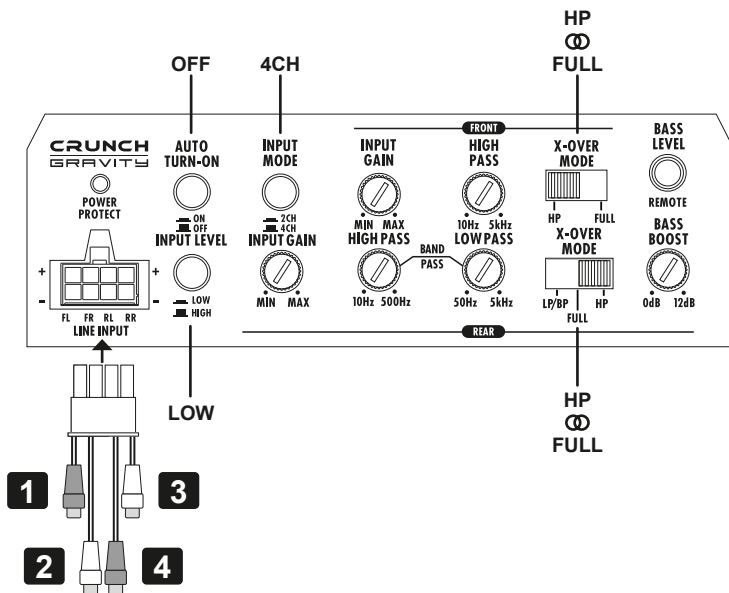 HP
FULL
OFF 4CH
FRONT
CRUNCH
GRAVITY
POWER
PROTECT
AUTO
TURN-ON
ON
OFF
INPUT
MODE
2CH
4CH
INPUT
GAIN
MIN MAX
HIGH
PASS
10Hz 5kHz
X-OVER
MODE
HP FULL
BASS
LEVEL
REMOTE
+ +
- -
FL FR RL RR
LINE INPUT
INPUT LEVEL
LOW
HIGH
INPUT GAIN
MIN MAX
HIGH PASS
10Hz 500Hz
BAND
PASS
LOW PASS
50Hz 5kHz
X-OVER
MODE
LP/BP HP
FULL
BASS
BOOST
0dB 12dB
REAR
LOW
HP
FULL
1 3
2 4